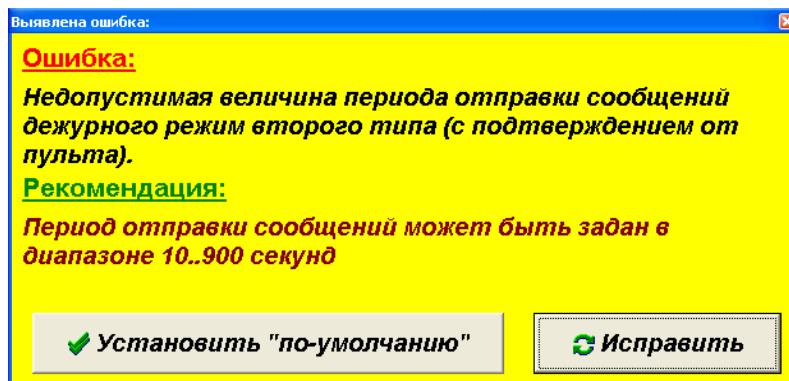 Выявлена ошибка:
Ошибка:
Недопустимая величина периода отправки сообщений
дежурного режим второго типа (с подтверждением от
пульта).
Рекомендация:
Период отправки сообщений может быть задан в
диапазоне 10..900 секунд
Установить "по-умолчанию"
Исправить